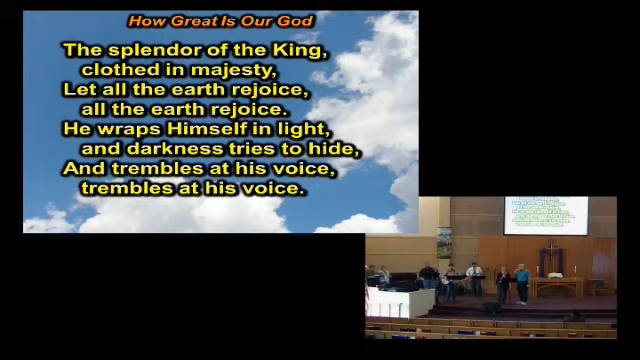 How Great Is Our God
The splendor of the King,
clothed in majesty,
Let all the earth rejoice,
all the earth rejoice.
He wraps Himself in light,
and darkness tries to hide,
And trembles at his voice,
trembles at his voice.